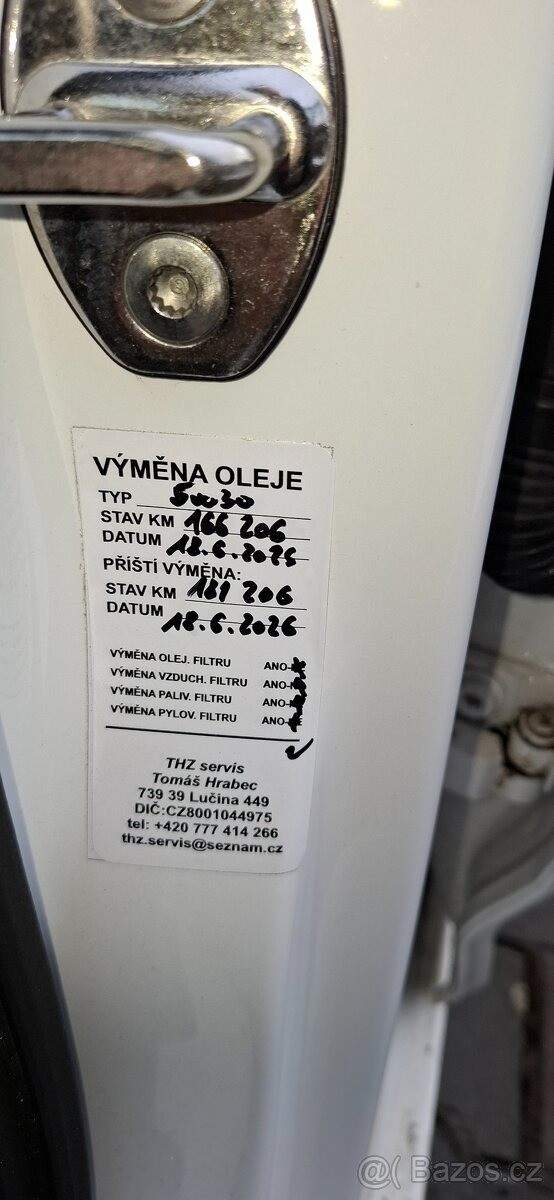 VÝMĚNA OLEJE
TYP 5w30
STAV KM 166 206
DATUM 18.6.2025
PŘÍŠTÍ VÝMĚNA:
STAV KM 181 206
DATUM 18.6.2026
VÝMĚNA OLEJ. FILTRU ANO-
VÝMĚNA VZDUCH. FILTRU ANO-
VÝMĚNA PALIV. FILTRU ANO-
VÝMĚNA PYLOV. FILTRU ANO-
THZ servis
Tomáš Hrabec
739 39 Lučina 449
DIČ:CZ8001044975
tel: +420 777 414 266
thz.servis@seznam.cz
@ Bazos.cz